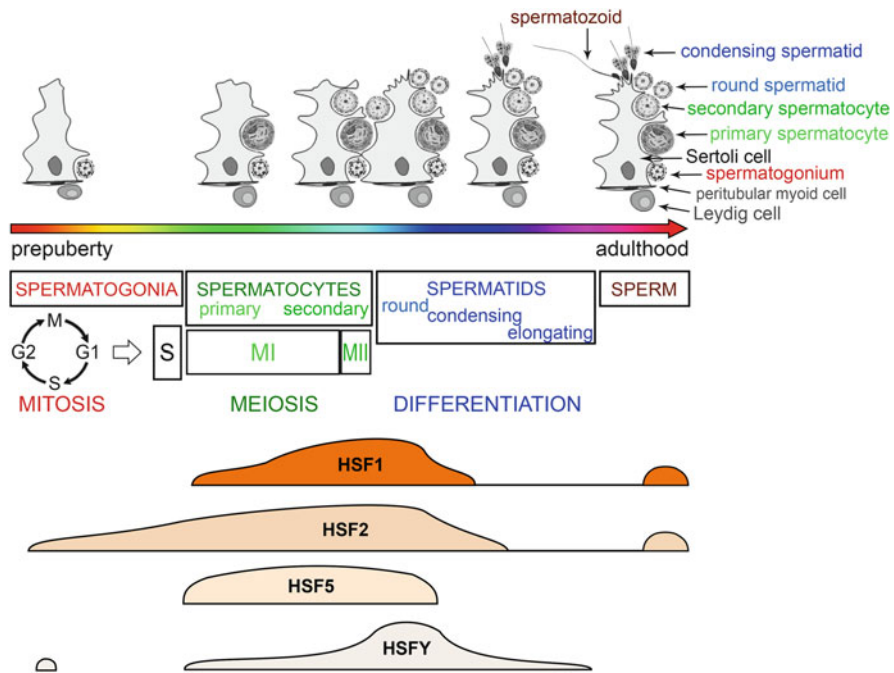 spermatozoid
condensing spermatid
round spermatid
secondary spermatocyte
primary spermatocyte
Sertoli cell
spermatogonium
peritubular myoid cell
Leydig cell
prepuberty
adulthood
SPERMATOGONIA
SPERMATOCYTES
primary secondary
SPERMATIDS
round
condensing
elongating
SPERM
M
G2 G1
S
S
MI
MII
MITOSIS
MEIOSIS
DIFFERENTIATION
HSF1
HSF2
HSF5
HSFY